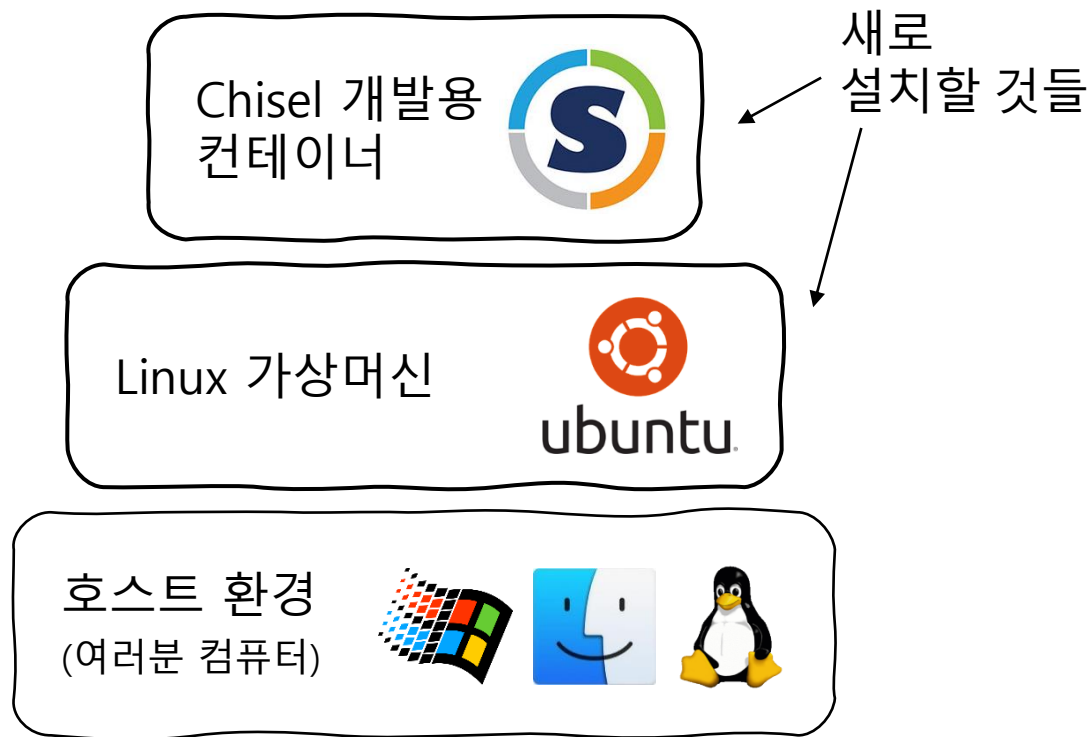 새로
설치할 것들
Chisel 개발용
컨테이너
S
Linux 가상머신
ubuntu
호스트 환경
(여러분 컴퓨터)